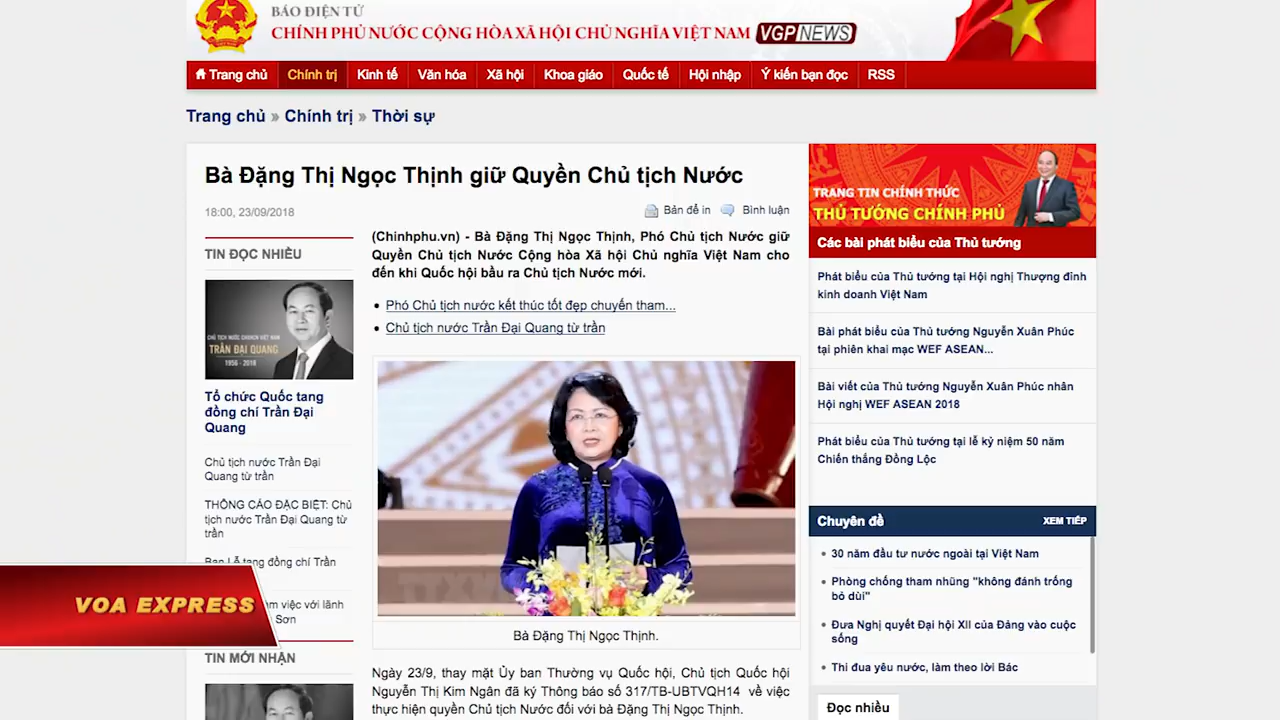 BÁO ĐIỆN TỬ
CHÍNH PHỦ NƯỚC CỘNG HÒA XÃ HỘI CHỦ NGHĨA VIỆT NAM
VGP NEWS
Trang chủ
Chính trị
Kinh tế
Văn hóa
Xã hội
Khoa giáo
Quốc tế
Hội nhập
Ý kiến bạn đọc
RSS
Trang chủ » Chính trị » Thời sự
Bà Đặng Thị Ngọc Thịnh giữ Quyền Chủ tịch Nước
18:00, 23/09/2018
Bản để in
Bình luận
TIN ĐỌC NHIỀU
CHỦ TỊCH NƯỚC CHXHCN VIỆT NAM
TRẦN ĐẠI QUANG
1956 - 2018
Tổ chức Quốc tang
đồng chí Trần Đại
Quang
Chủ tịch nước Trần Đại
Quang từ trần
THÔNG CÁO ĐẶC BIỆT: Chủ
tịch nước Trần Đại Quang từ
trần
Ban Lễ tang đồng chí Trần
làm việc với lãnh
Sơn
VOA EXPRESS
TIN MỚI NHẬN
(Chinhphu.vn) - Bà Đặng Thị Ngọc Thịnh, Phó Chủ tịch Nước giữ
Quyền Chủ tịch Nước Cộng hòa Xã hội Chủ nghĩa Việt Nam cho
đến khi Quốc hội bầu ra Chủ tịch Nước mới.
• Phó Chủ tịch nước kết thúc tốt đẹp chuyến tham...
• Chủ tịch nước Trần Đại Quang từ trần
Bà Đặng Thị Ngọc Thịnh.
Ngày 23/9, thay mặt Ủy ban Thường vụ Quốc hội, Chủ tịch Quốc hội
Nguyễn Thị Kim Ngân đã ký Thông báo số 317/TB-UBTVQH14 về việc
thực hiện quyền Chủ tịch Nước đối với bà Đặng Thị Ngọc Thịnh.
TRANG TIN CHÍNH THỨC
THỦ TƯỚNG CHÍNH PHỦ
Các bài phát biểu của Thủ tướng
Phát biểu của Thủ tướng tại Hội nghị Thượng đỉnh
kinh doanh Việt Nam
Bài phát biểu của Thủ tướng Nguyễn Xuân Phúc
tại phiên khai mạc WEF ASEAN...
Bài viết của Thủ tướng Nguyễn Xuân Phúc nhân
Hội nghị WEF ASEAN 2018
Phát biểu của Thủ tướng tại lễ kỷ niệm 50 năm
Chiến thắng Đồng Lộc
Chuyên đề
XEM TIẾP
• 30 năm đầu tư nước ngoài tại Việt Nam
• Phòng chống tham nhũng "không đánh trống
bỏ dùi"
• Đưa Nghị quyết Đại hội XII của Đảng vào cuộc
sống
• Thi đua yêu nước, làm theo lời Bác
Đọc nhiều